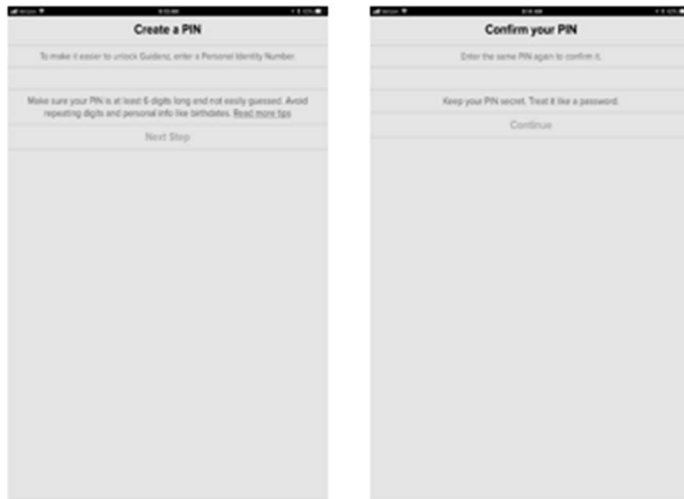 Create a PIN
To make it easier to unlock Guidanz, enter a Personal Identity Number.
Make sure your PIN is at least 6 digits long and not easily guessed. Avoid
repeating digits and personal info like birthdates. Read more tips
Next Step
Confirm your PIN
Enter the same PIN again to confirm it.
Keep your PIN secret. Treat it like a password.
Continue